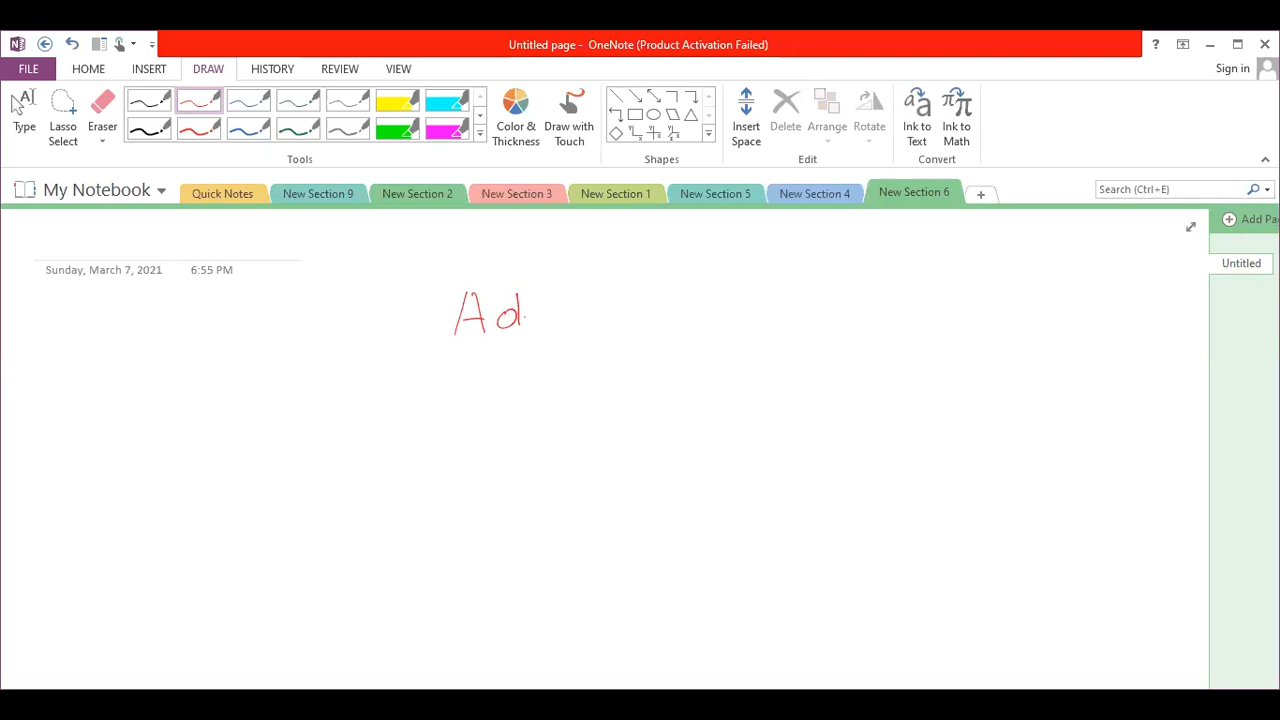 Untitled page - OneNote (Product Activation Failed)
?
FILE HOME INSERT DRAW HISTORY REVIEW VIEW
Sign in
Type Lasso Select Eraser Color & Thickness Draw with Touch Insert Space Delete Arrange Rotate Ink to Text Ink to Math
Tools Shapes Edit Convert
My Notebook Quick Notes New Section 9 New Section 2 New Section 3 New Section 1 New Section 5 New Section 4 New Section 6 + Search (Ctrl+E)
Add Pa
Untitled
Sunday, March 7, 2021 6:55 PM
Ad